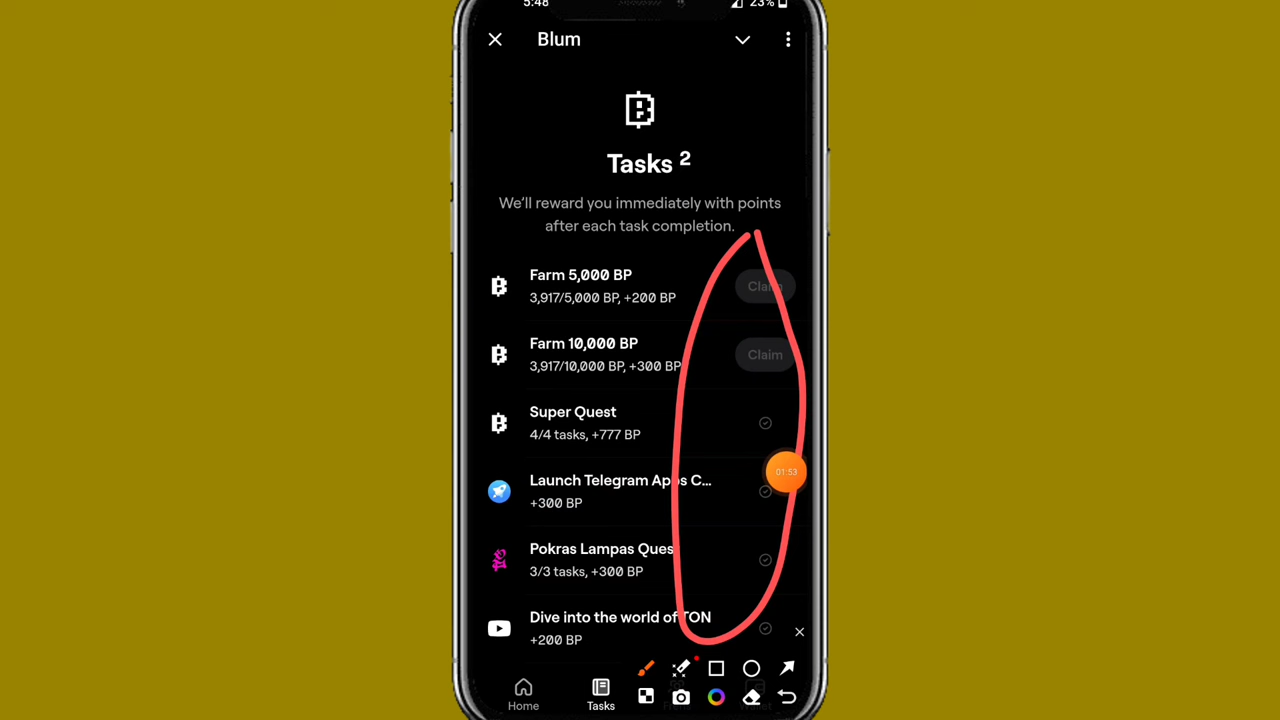 5:48
23%
Blum
Tasks 2
We'll reward you immediately with points
after each task completion.
Farm 5,000 BP
Claim
3,917/5,000 BP, +200 BP
Farm 10,000 BP
Claim
3,917/10,000 BP, +300 BP
Super Quest
4/4 tasks, +777 BP
01:53
Launch Telegram Apps C...
+300 BP
Pokras Lampas Quest
3/3 tasks, +300 BP
Dive into the world of TON
+200 BP
Home
Tasks